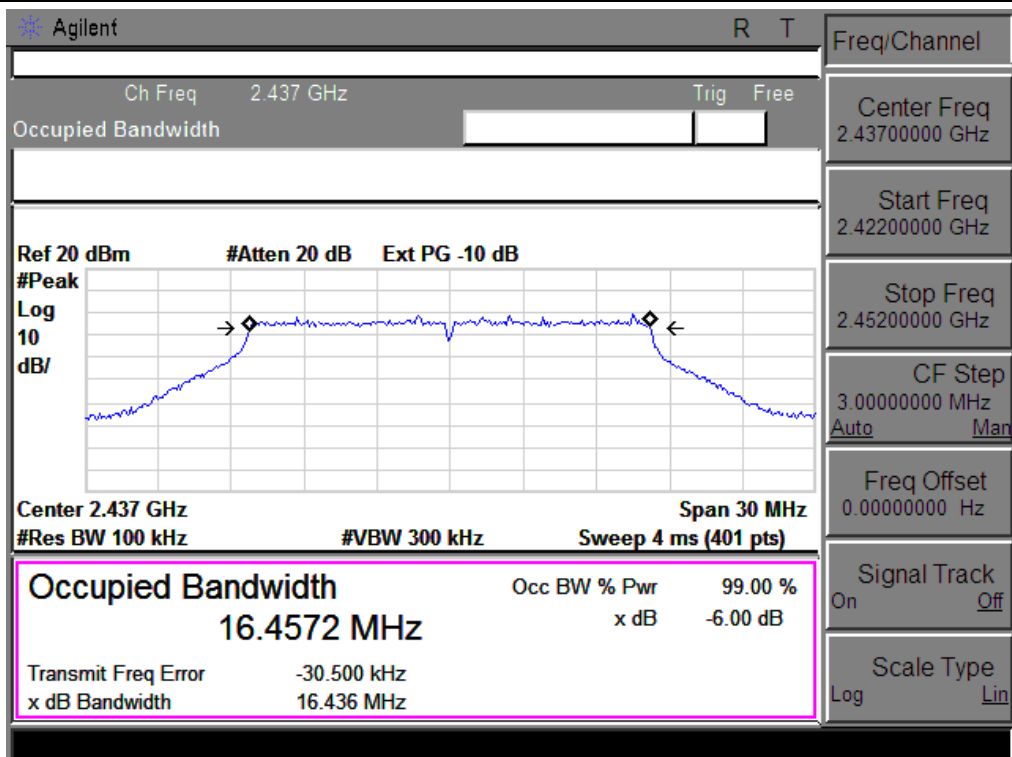 Agilent R T
Freq/Channel
Ch Freq 2.437 GHz Trig Free
Occupied Bandwidth
Center Freq
2.43700000 GHz
Start Freq
2.42200000 GHz
Stop Freq
2.45200000 GHz
CF Step
3.00000000 MHz
Auto Man
Freq Offset
0.00000000 Hz
Signal Track
On Off
Scale Type
Log Lin
Ref 20 dBm #Atten 20 dB Ext PG -10 dB
#Peak
Log
10
dB/
Center 2.437 GHz Span 30 MHz
#Res BW 100 kHz #VBW 300 kHz Sweep 4 ms (401 pts)
Occupied Bandwidth Occ BW % Pwr 99.00 %
16.4572 MHz x dB -6.00 dB
Transmit Freq Error -30.500 kHz
x dB Bandwidth 16.436 MHz